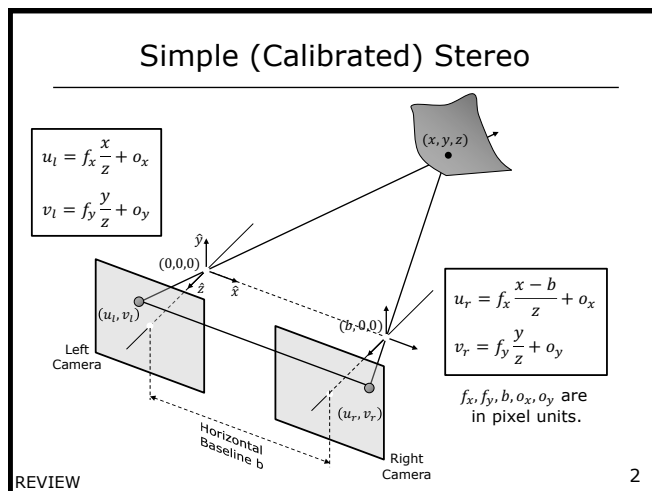 Simple (Calibrated) Stereo
u_l = f_x x/z + o_x
v_l = f_y y/z + o_y
(x, y, z)
ŷ
(0,0,0)
ẑ
x̂
(u_l, v_l)
Left
Camera
(b, 0,0)
u_r = f_x (x − b)/z + o_x
v_r = f_y y/z + o_y
f_x, f_y, b, o_x, o_y are
in pixel units.
(u_r, v_r)
Horizontal
Baseline b
Right
Camera
REVIEW
2